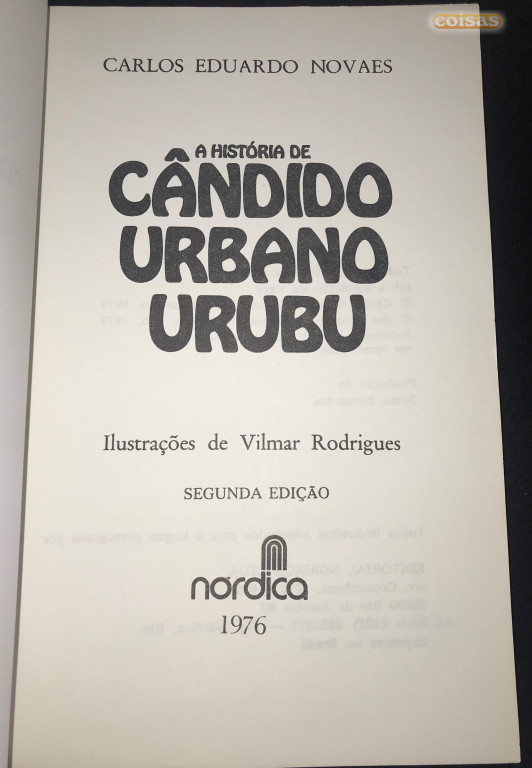 coisas
CARLOS EDUARDO NOVAES
A HISTÓRIA DE
CÂNDIDO
URBANO
URUBU
Ilustrações de Vilmar Rodrigues
SEGUNDA EDIÇÃO
nórdica
1976